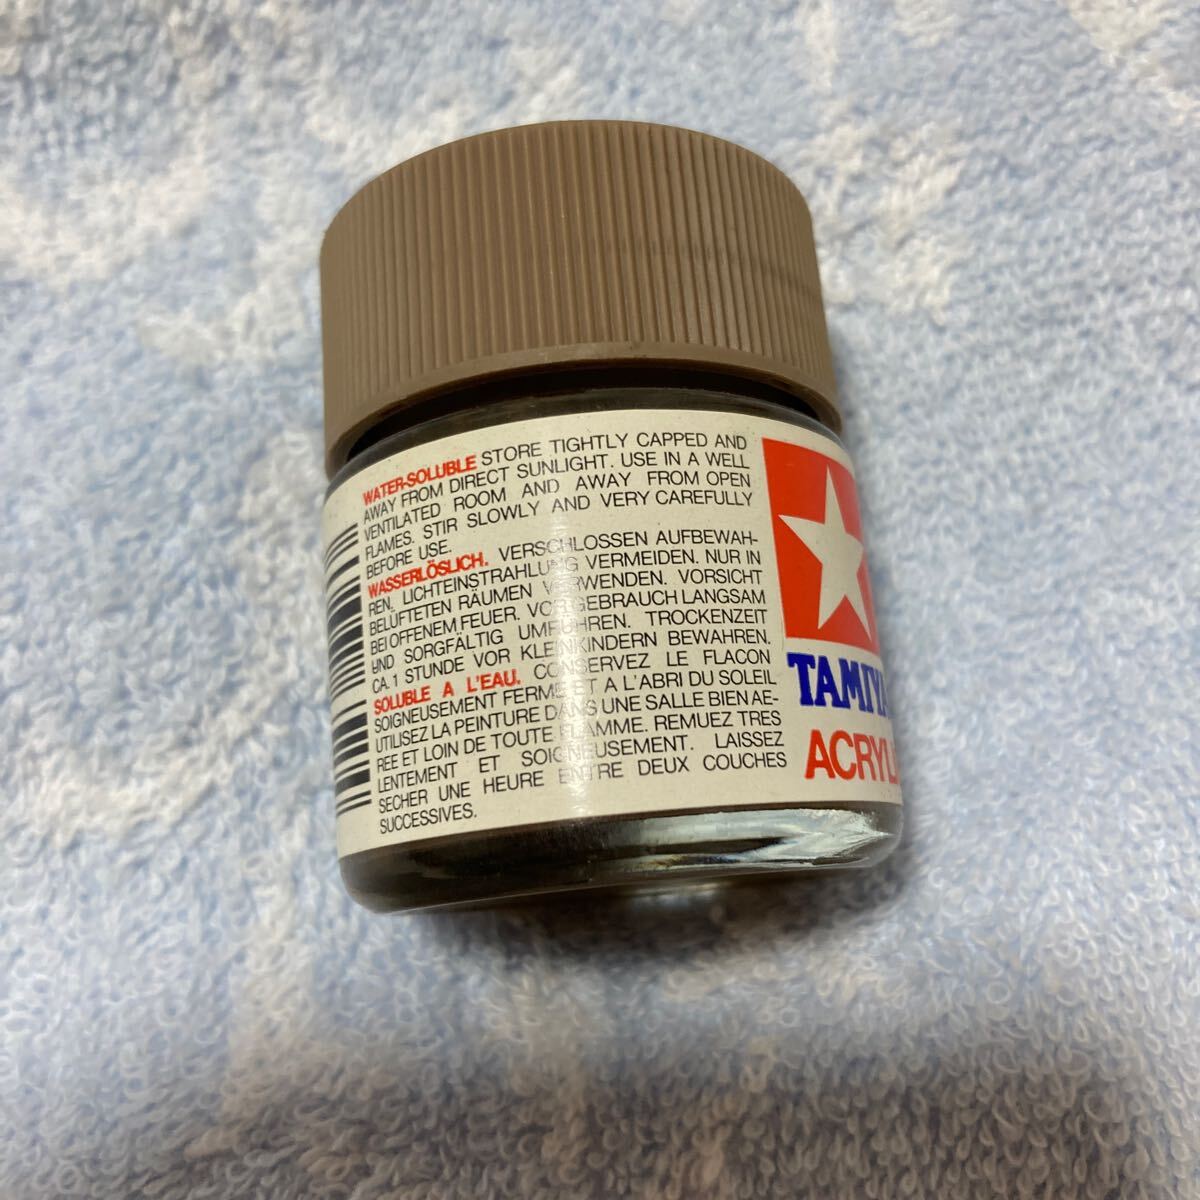 WATER-SOLUBLE STORE TIGHTLY CAPPED AND
AWAY FROM DIRECT SUNLIGHT. USE IN A WELL
VENTILATED ROOM AND AWAY FROM OPEN
FLAMES. STIR SLOWLY AND VERY CAREFULLY
BEFORE USE.
WASSERLÖSLICH. VERSCHLOSSEN AUFBEWAH-
REN. LICHTEINSTRAHLUNG VERMEIDEN. NUR IN
BELÜFTETEN RÄUMEN VERWENDEN. VORSICHT
BEI OFFENEM FEUER. VOR GEBRAUCH LANGSAM
UND SORGFÄLTIG UMRÜHREN. TROCKENZEIT
CA. 1 STUNDE VOR KLEINKINDERN BEWAHREN.
SOLUBLE A L'EAU. CONSERVEZ LE FLACON
SOIGNEUSEMENT FERME ET A L'ABRI DU SOLEIL
UTILISEZ LA PEINTURE DANS UNE SALLE BIEN AE-
REE ET LOIN DE TOUTE FLAMME. REMUEZ TRES
LENTEMENT ET SOIGNEUSEMENT. LAISSEZ
SECHER UNE HEURE ENTRE DEUX COUCHES
SUCCESSIVES.
TAMIYA
ACRYLI